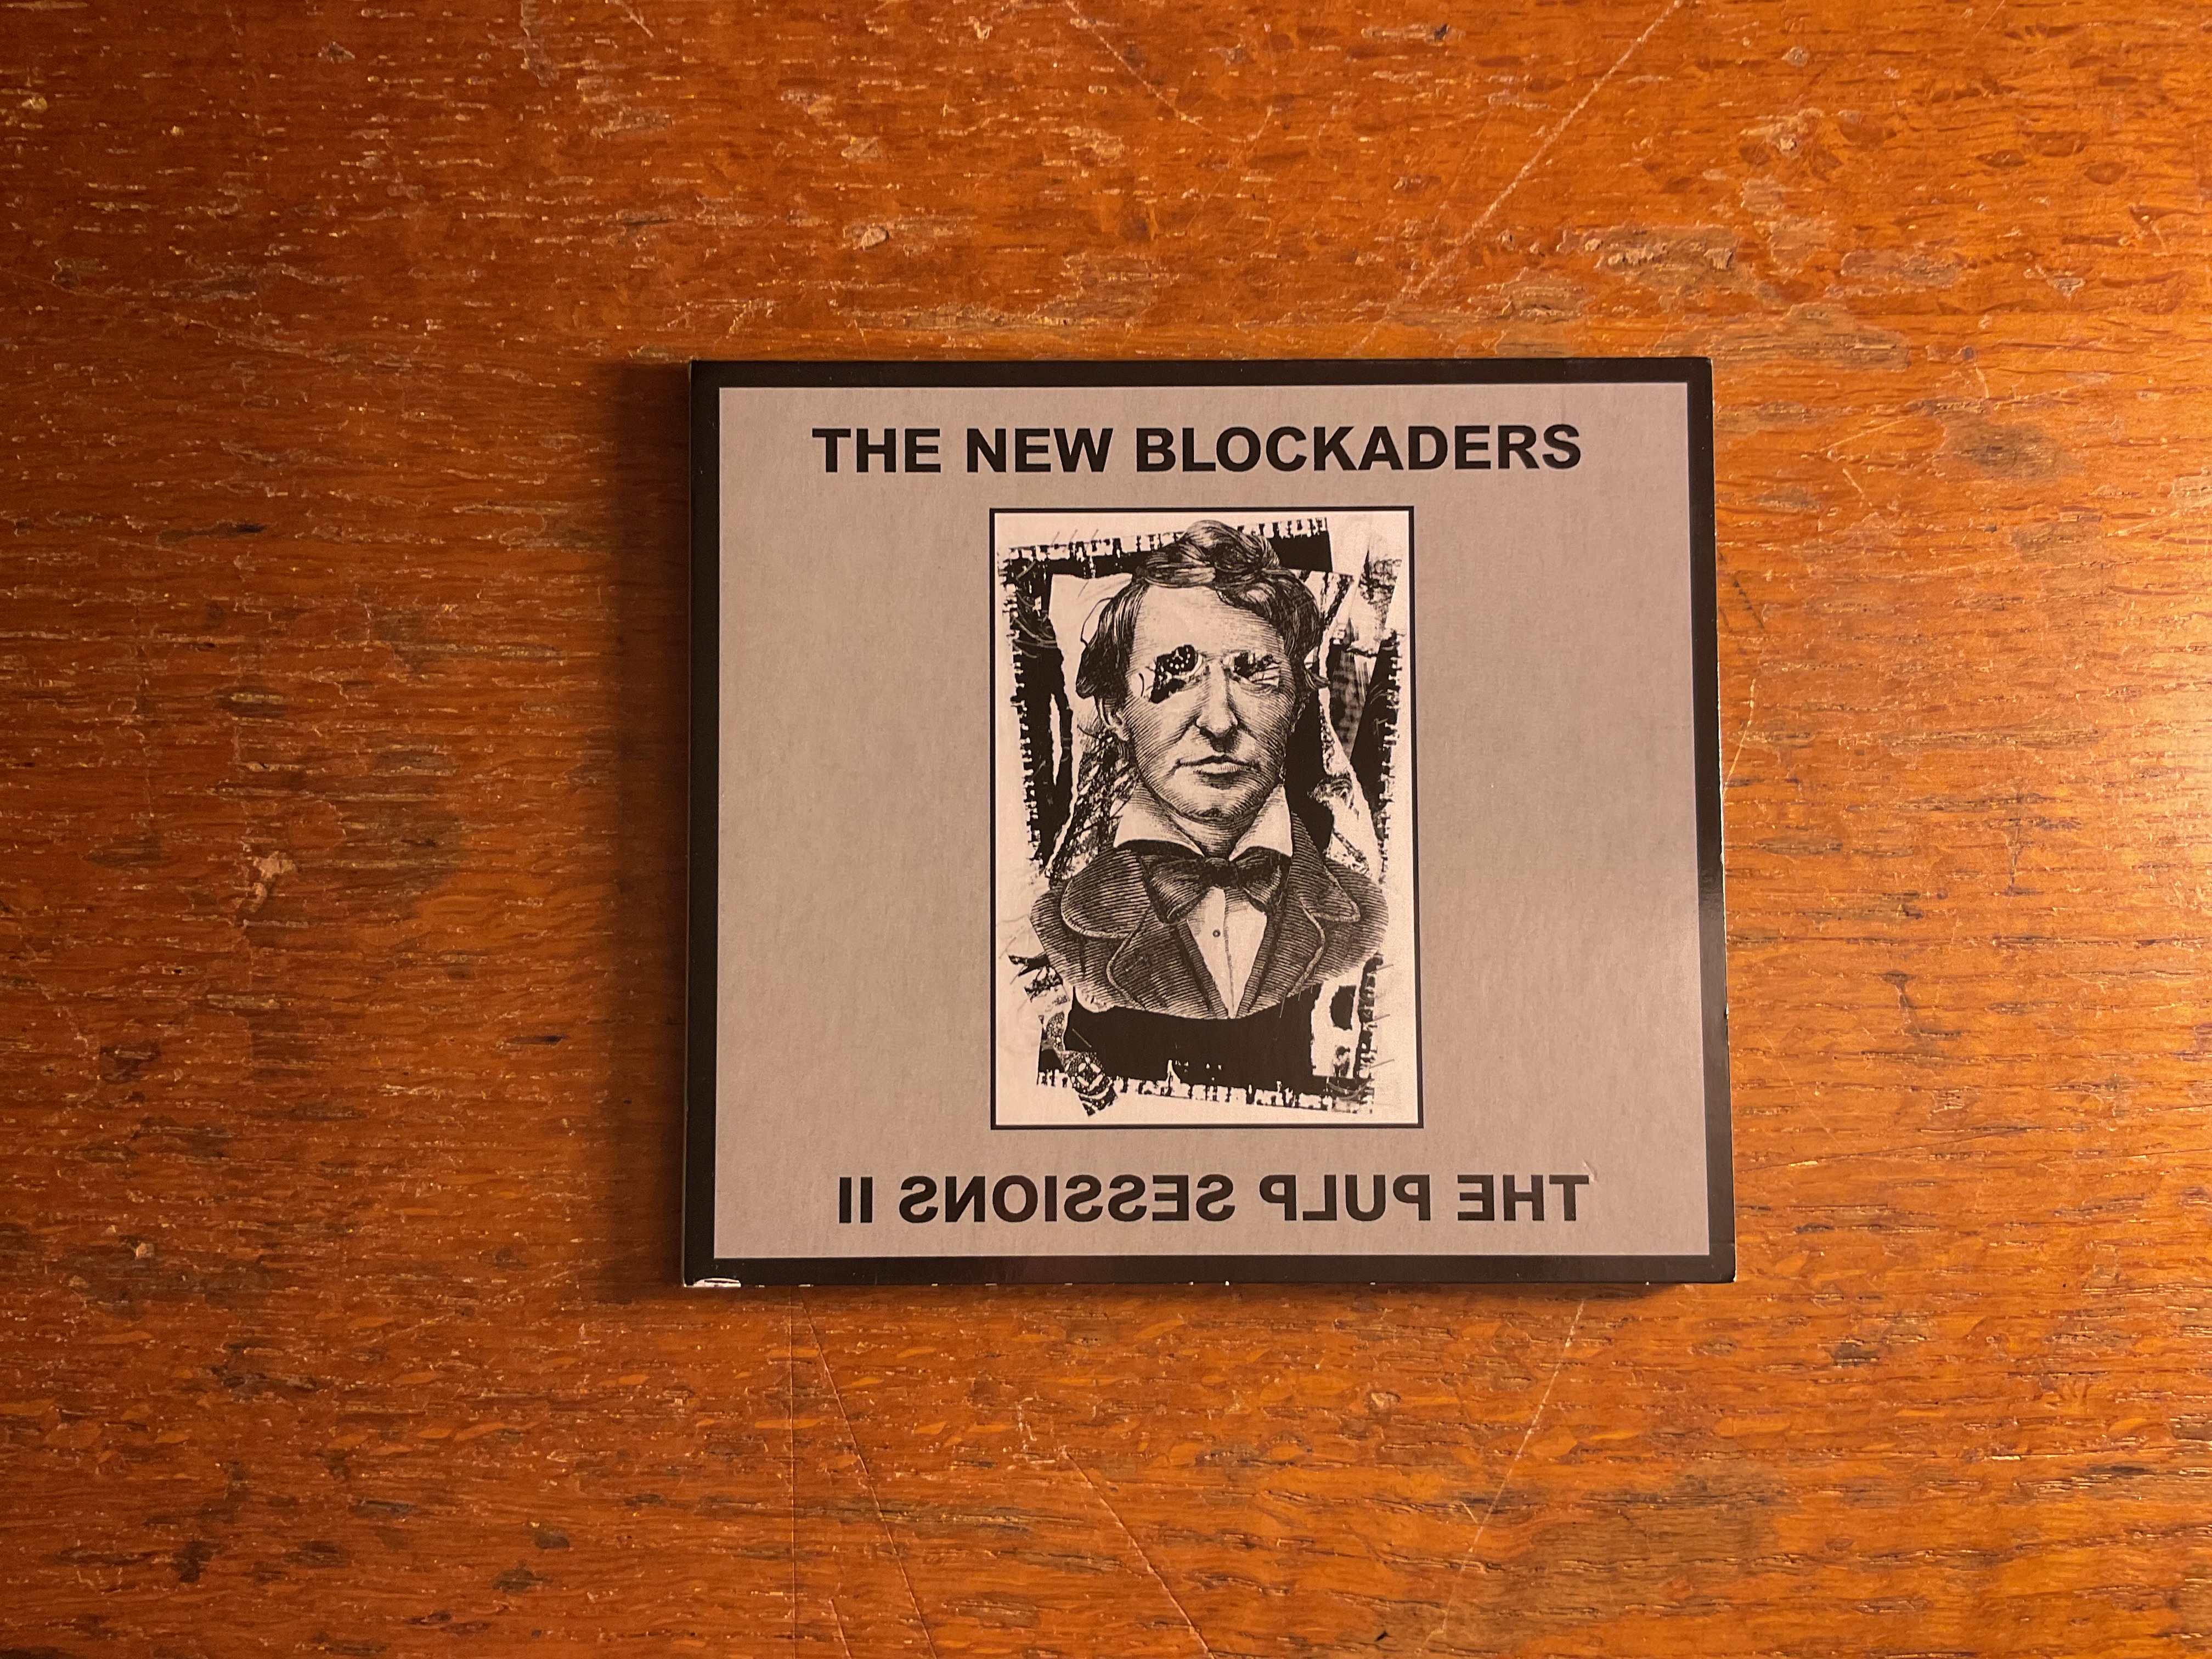 THE NEW BLOCKADERS
THE PULP SESSIONS II